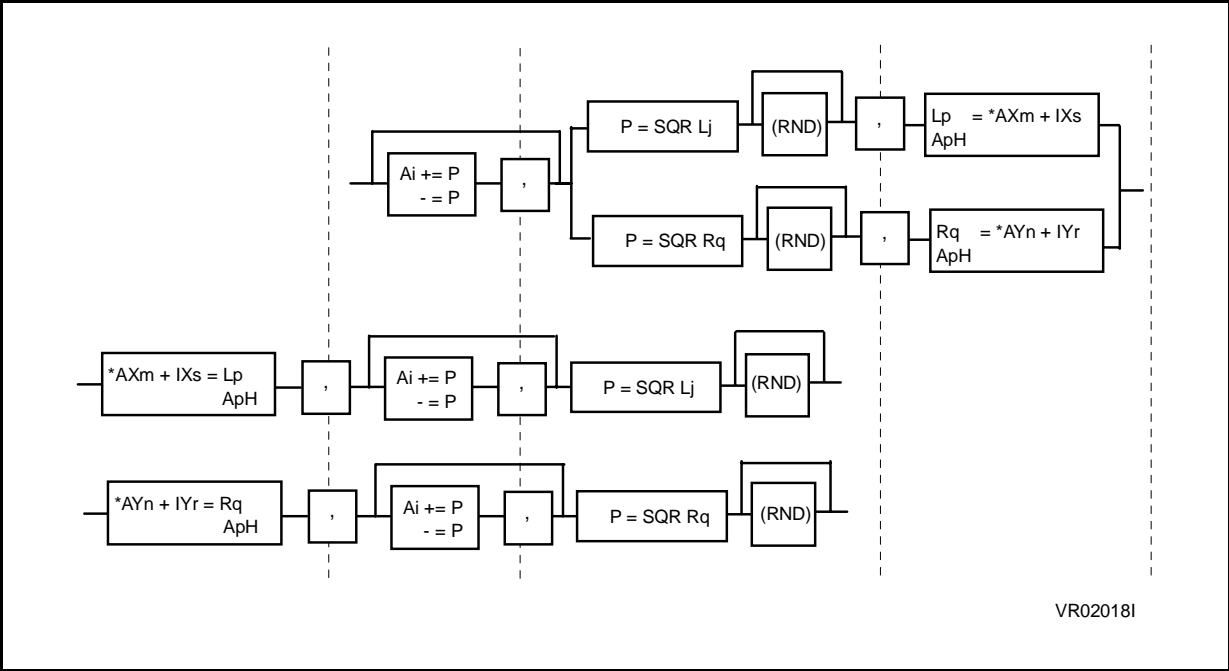 P = SQR Lj
(RND)
,
Lp = *AXm + IXs
ApH
Ai += P
- = P
,
P = SQR Rq
(RND)
,
Rq = *AYn + IYr
ApH
*AXm + IXs = Lp
ApH
,
Ai += P
- = P
,
P = SQR Lj
(RND)
*AYn + IYr = Rq
ApH
,
Ai += P
- = P
,
P = SQR Rq
(RND)
VR02018I